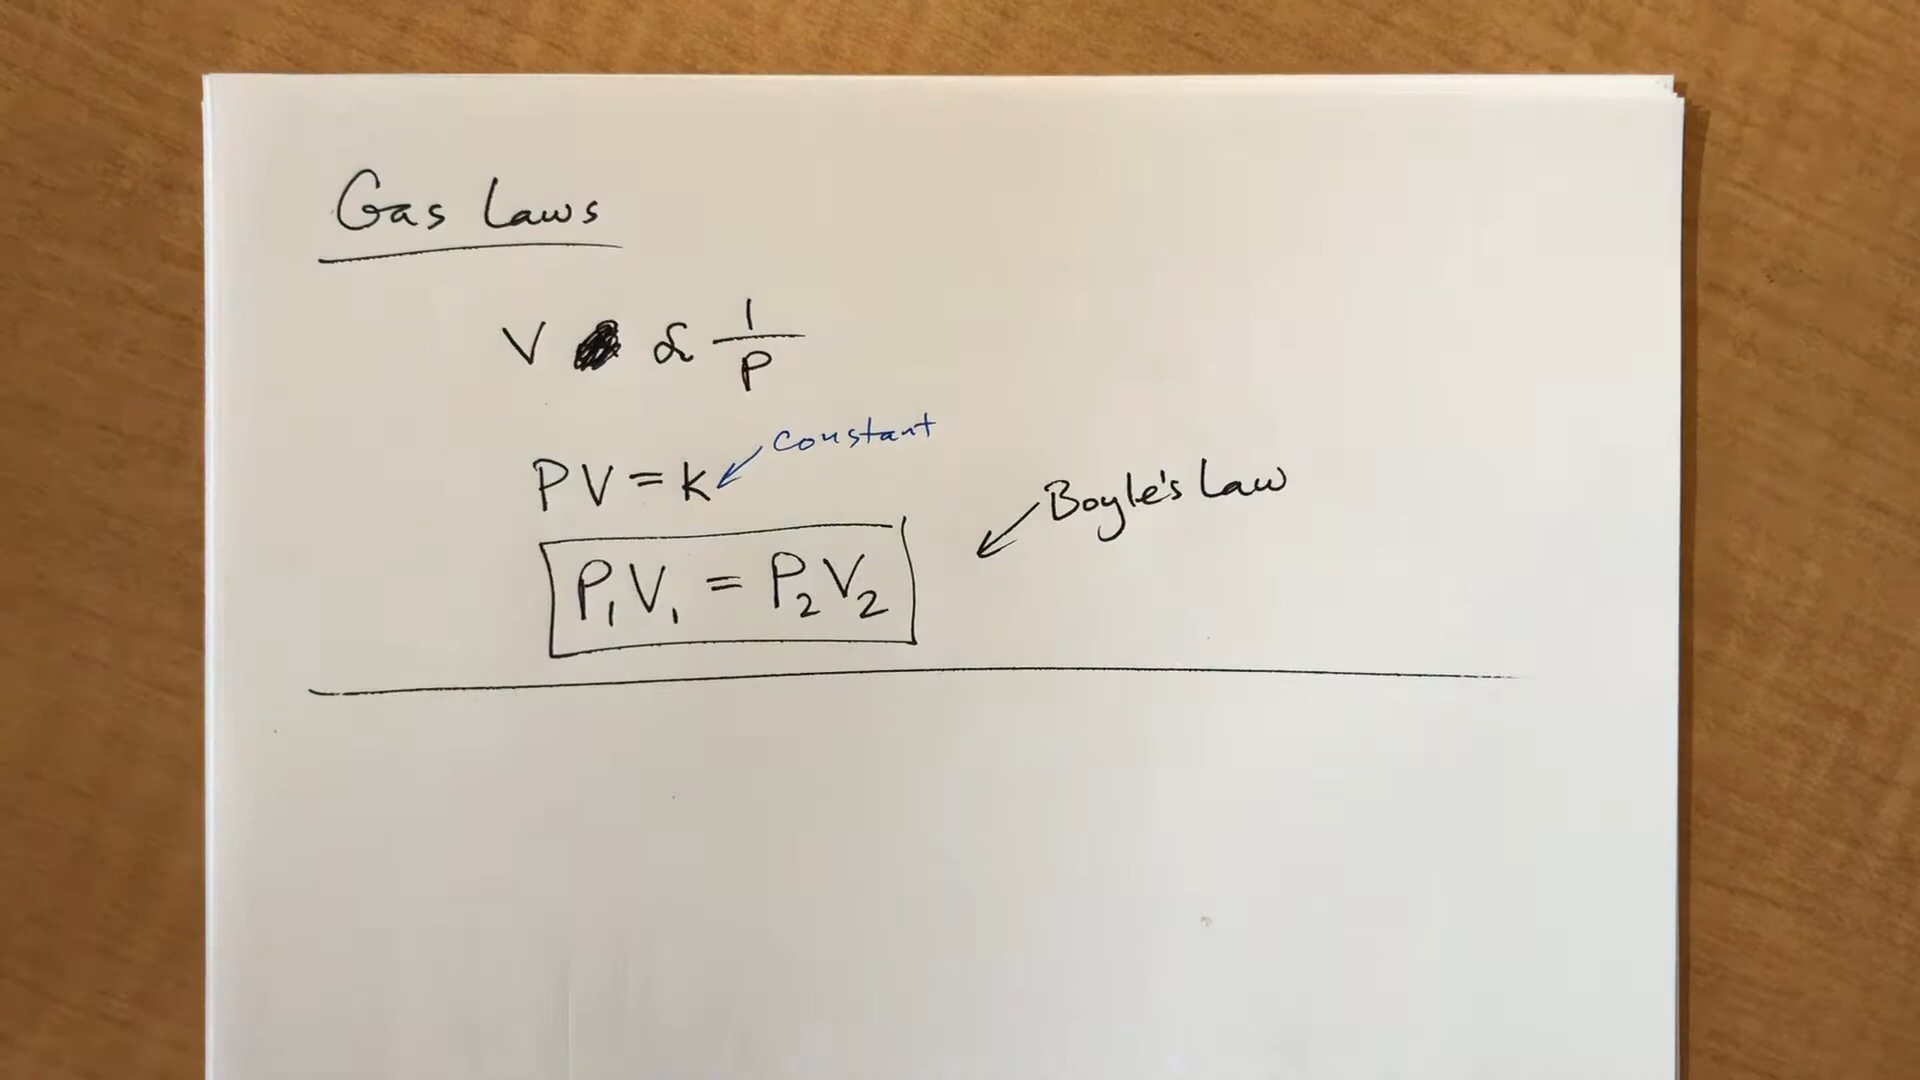 Gas Laws
V ∝ 1/P
constant
PV = k
Boyle's Law
P₁V₁ = P₂V₂